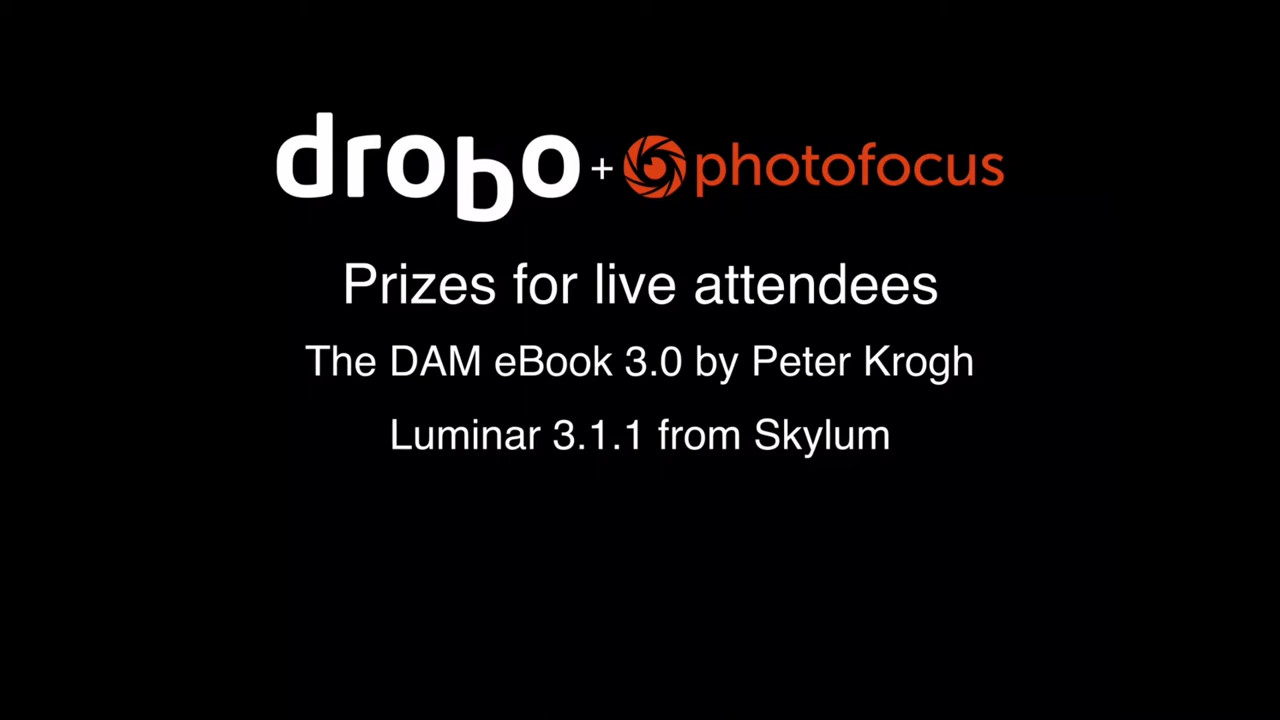 drobo + photofocus
Prizes for live attendees
The DAM eBook 3.0 by Peter Krogh
Luminar 3.1.1 from Skylum